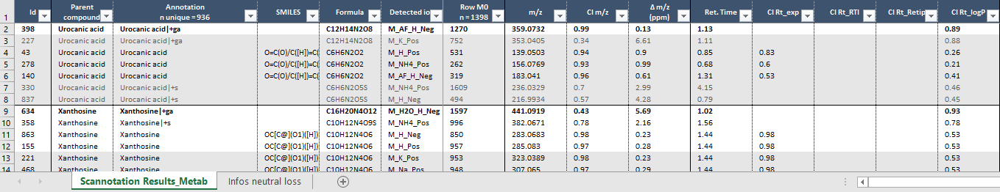 Id Parent compound Annotation n unique = 936 SMILES Formula Detected io Row M0 n = 1398 m/z CI m/z Δ m/z (ppm) Ret. Time CI Rt_exp CI Rt_RTI CI Rt_Retip CI Rt_logP
1
2 398 Urocanic acid Urocanic acid|+ga C12H14N2O8 M_AF_H_Neg 1270 359.0732 0.99 0.13 1.13 0.89
3 227 Urocanic acid Urocanic acid|+ga C12H14N2O8 M_K_Pos 752 353.0405 0.34 6.61 1.11 0.88
4 43 Urocanic acid Urocanic acid O=C(O)/C([H])=C( C6H6N2O2 M_H_Pos 531 139.0503 0.94 0.9 0.85 0.83 0.26
5 278 Urocanic acid Urocanic acid O=C(O)/C([H])=C( C6H6N2O2 M_NH4_Pos 262 156.0769 0.93 0.99 0.68 0.6 0.21
6 140 Urocanic acid Urocanic acid O=C(O)/C([H])=C( C6H6N2O2 M_AF_H_Neg 319 183.041 0.96 0.61 1.31 0.53 0.41
7 330 Urocanic acid Urocanic acid|+s C6H6N2O5S M_NH4_Pos 1609 236.0329 0.7 2.99 4.15 0.46
8 837 Urocanic acid Urocanic acid|+s C6H6N2O5S M_H_Neg 494 216.9934 0.57 4.28 0.79 0.45
9 634 Xanthosine Xanthosine|+ga C16H20N4O12 M_H2O_H_Neg 1597 441.0919 0.43 5.69 1.02 0.93
10 358 Xanthosine Xanthosine|+s C10H12N4O9S M_NH4_Pos 996 382.0671 0.78 2.16 1.56 0.78
11 863 Xanthosine Xanthosine OC[C@](O1)([H]) C10H12N4O6 M_H_Neg 850 283.0683 0.98 0.23 1.44 0.98 0.53
12 155 Xanthosine Xanthosine OC[C@](O1)([H]) C10H12N4O6 M_H_Pos 957 285.083 0.97 0.28 1.44 0.98 0.53
13 221 Xanthosine Xanthosine OC[C@](O1)([H]) C10H12N4O6 M_K_Pos 953 323.0389 0.98 0.23 1.44 0.98 0.53
14 468 Xanthosine Xanthosine OC[C@](O1)([H]) C10H12N4O6 M_Na_Pos 948 307.065 0.97 0.29 1.44 0.98 0.53
Scannotation Results_Metab Infos neutral loss